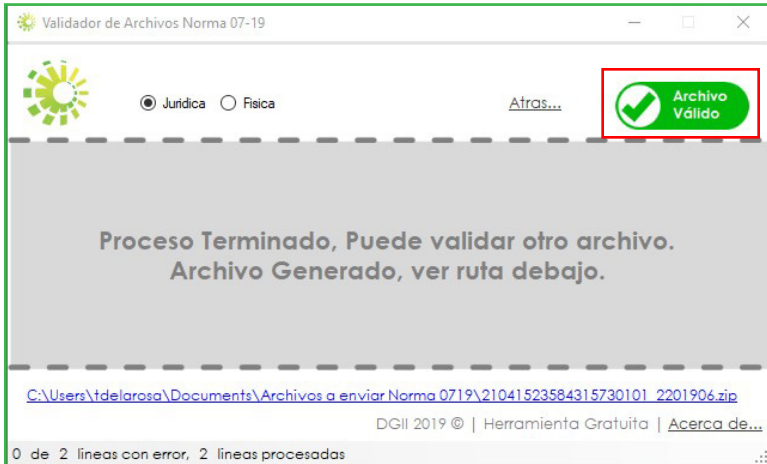 Validador de Archivos Norma 07-19
Juridica Fisica Atras... Archivo Válido
Proceso Terminado, Puede validar otro archivo.
Archivo Generado, ver ruta debajo.
C:\Users\tdelarosa\Documents\Archivos a enviar Norma 0719\21041523584315730101_2201906.zip
DGII 2019 © | Herramienta Gratuita | Acerca de...
0 de 2 lineas con error, 2 lineas procesadas